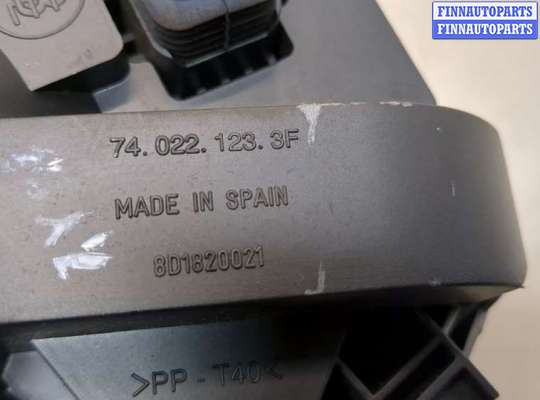 FINNAUTOPARTS
FINNAUTOPARTS
74.022.123.3F
MADE IN SPAIN
8D1820021
>PP-T40<